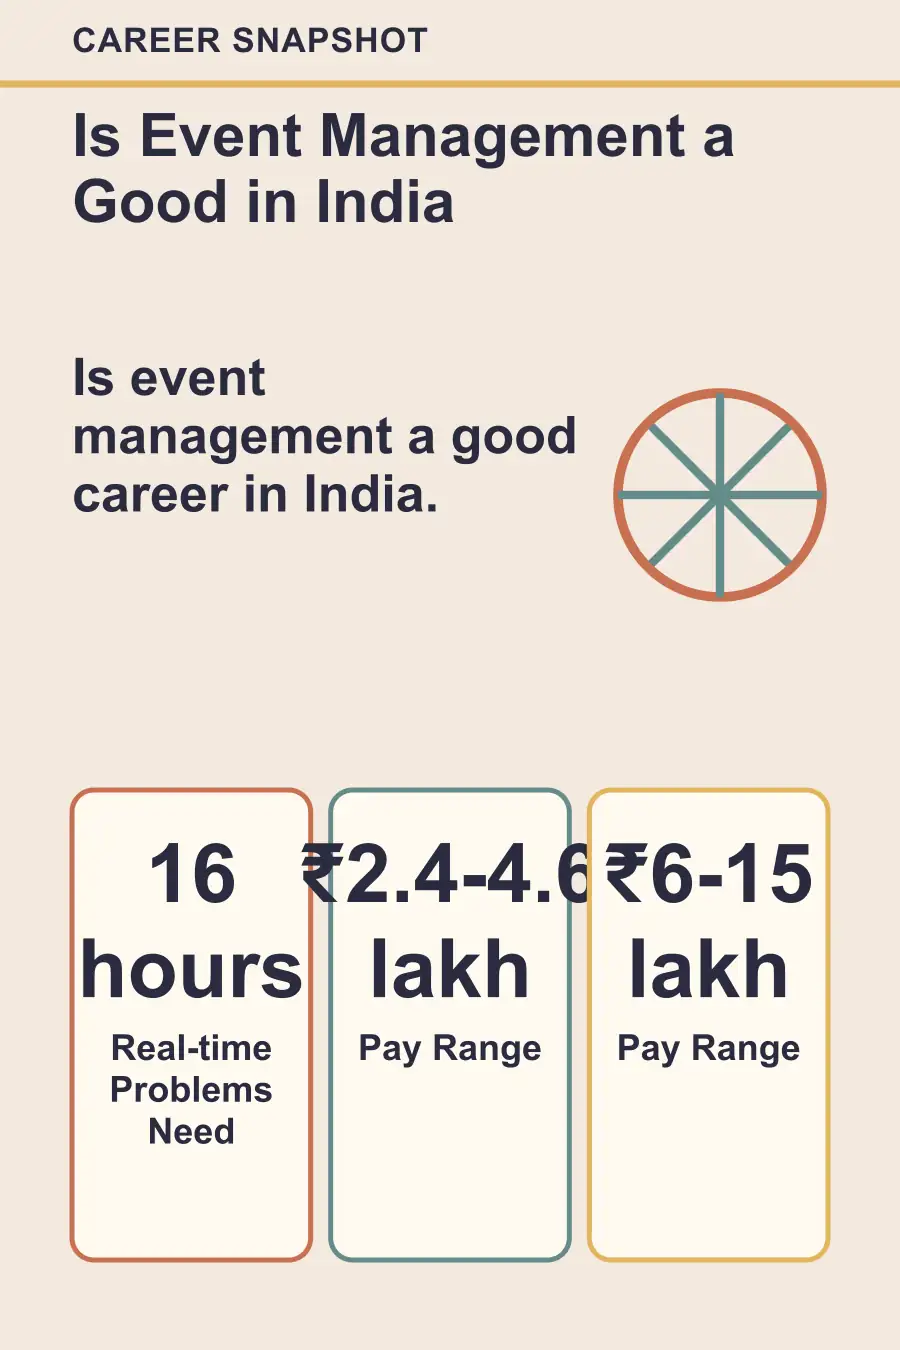 CAREER SNAPSHOT
Is Event Management a
Good in India
Is event
management a good
career in India.
16
hours
Real-time
Problems
Need
₹2.4-4.6
lakh
Pay Range
₹6-15
lakh
Pay Range